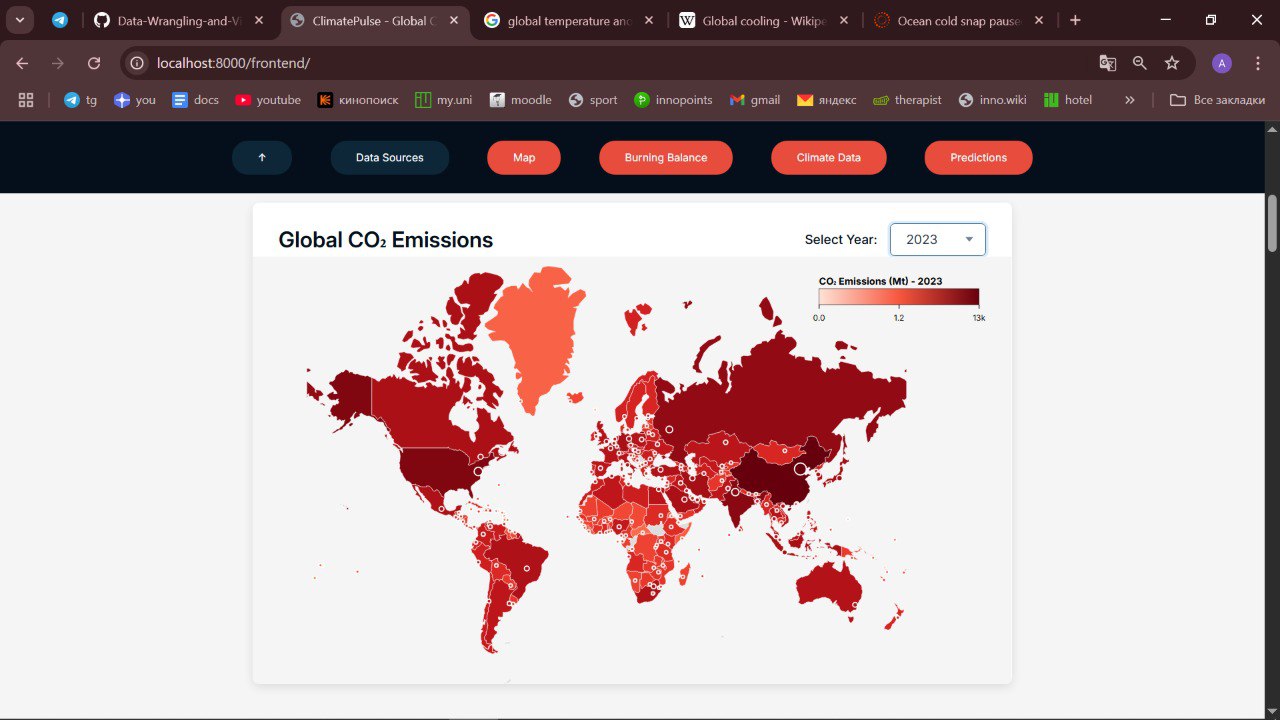 Data-Wrangling-and-Vi
ClimatePulse - Global C
global temperature and
Global cooling - Wikipe
Ocean cold snap pause
localhost:8000/frontend/
A
tg
you
docs
youtube
кинопоиск
my.uni
moodle
sport
innopoints
gmail
яндекс
therapist
inno.wiki
hotel
»
Все закладки
↑
Data Sources
Map
Burning Balance
Climate Data
Predictions
Global CO₂ Emissions
Select Year:
2023
CO₂ Emissions (Mt) - 2023
0.0 1.2 13k